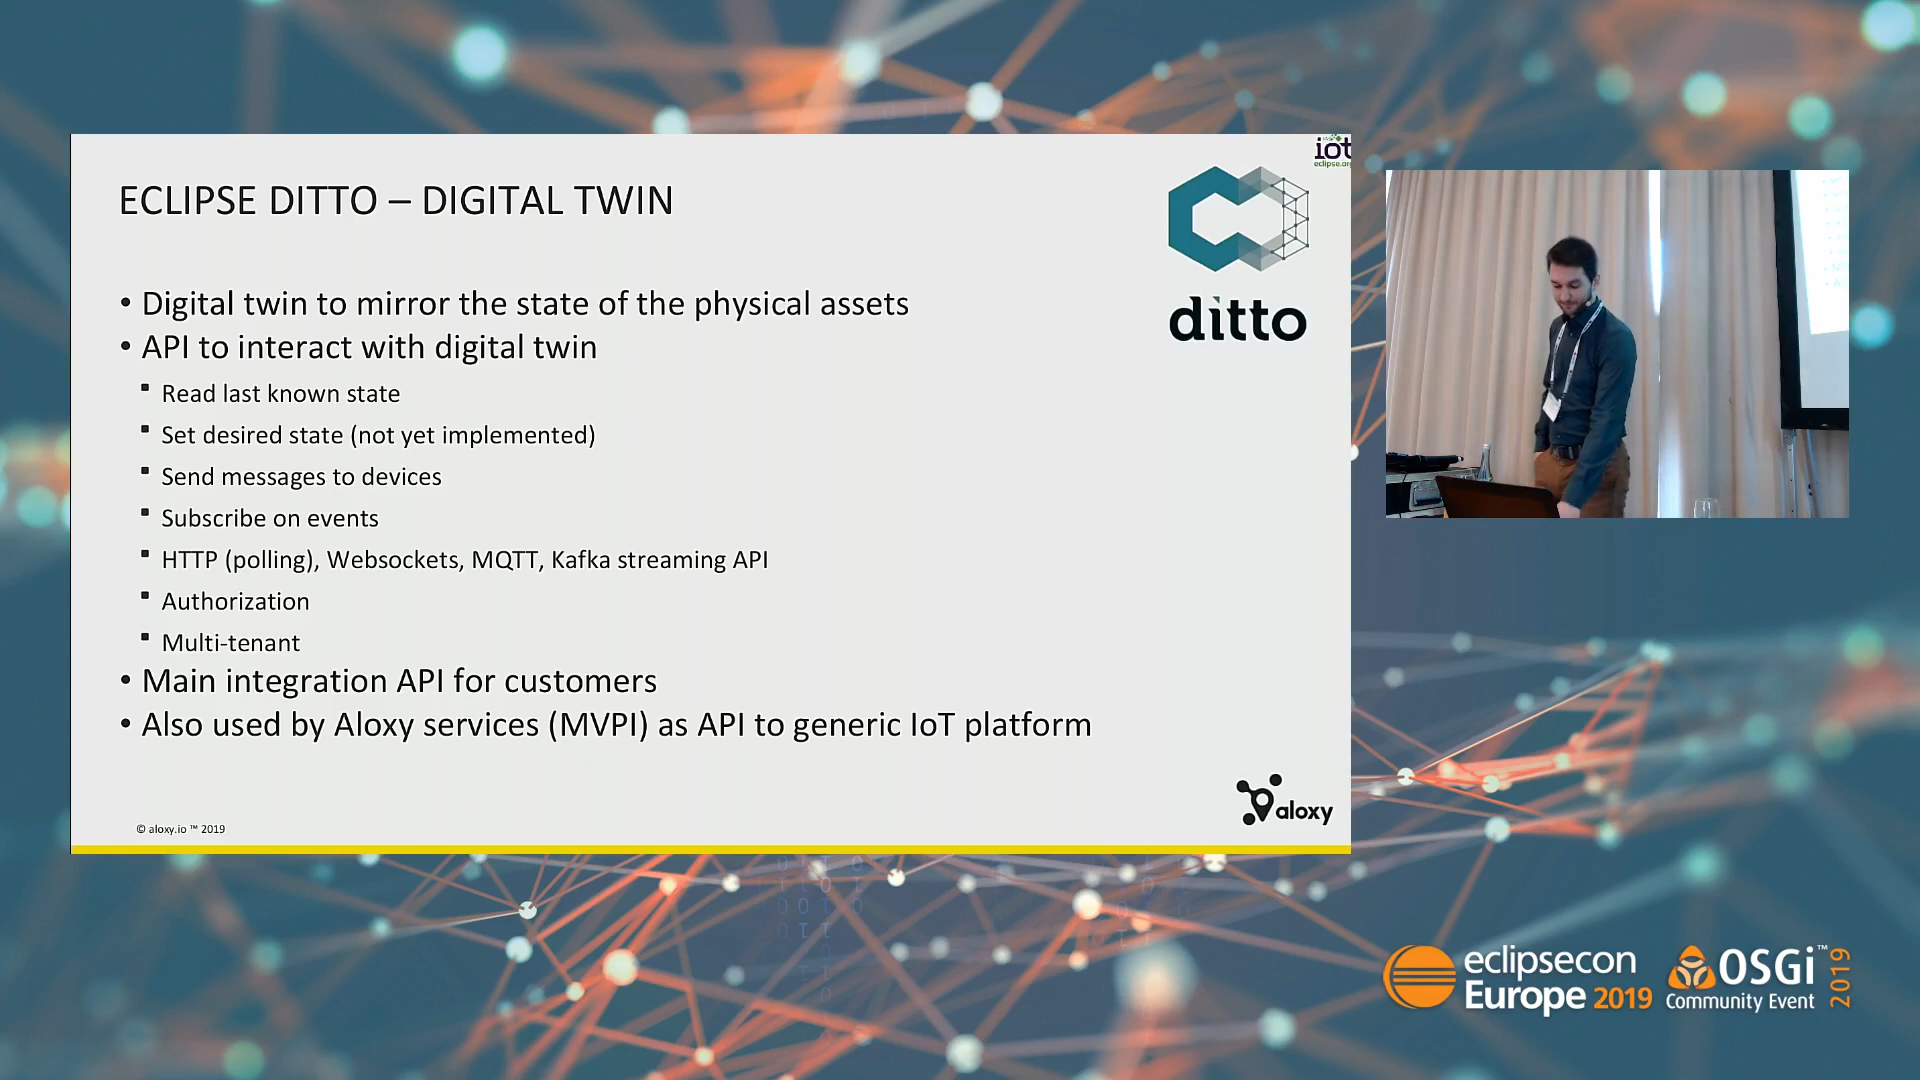 iot
eclipse.org
ECLIPSE DITTO – DIGITAL TWIN
ditto
• Digital twin to mirror the state of the physical assets
• API to interact with digital twin
▪ Read last known state
▪ Set desired state (not yet implemented)
▪ Send messages to devices
▪ Subscribe on events
▪ HTTP (polling), Websockets, MQTT, Kafka streaming API
▪ Authorization
▪ Multi-tenant
• Main integration API for customers
• Also used by Aloxy services (MVPI) as API to generic IoT platform
aloxy
© aloxy.io ™ 2019
eclipsecon
Europe 2019
OSGi™
Community Event
2019